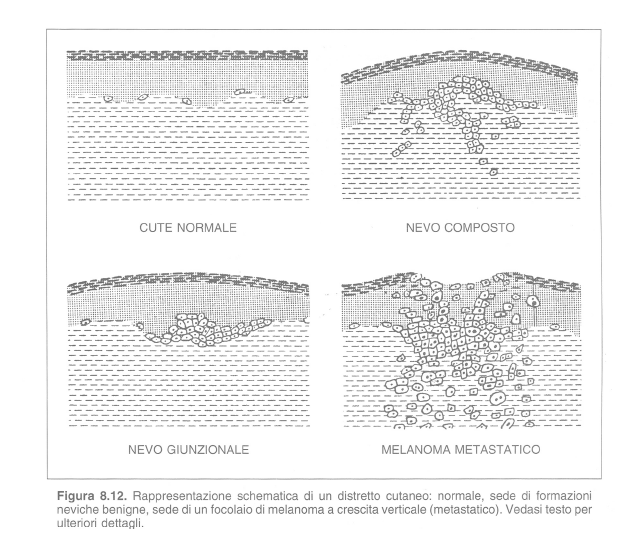 CUTE NORMALE
NEVO COMPOSTO
NEVO GIUNZIONALE
MELANOMA METASTATICO
Figura 8.12. Rappresentazione schematica di un distretto cutaneo: normale, sede di formazioni
neviche benigne, sede di un focolaio di melanoma a crescita verticale (metastatico). Vedasi testo per
ulteriori dettagli.